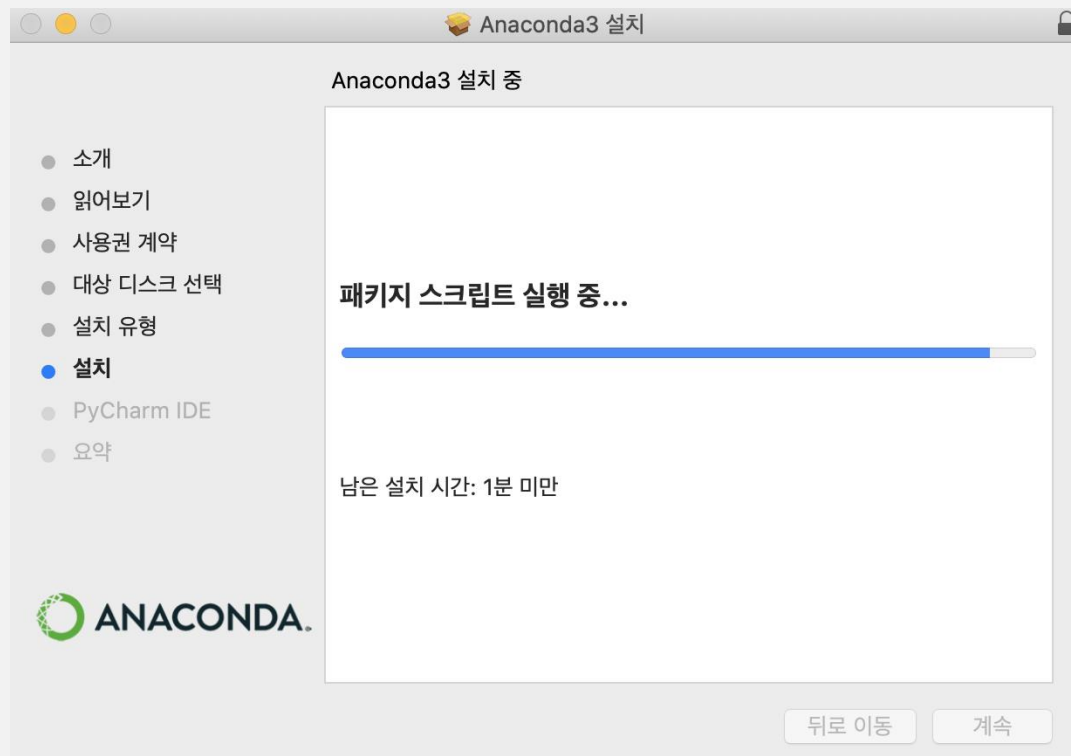 Anaconda3 설치
Anaconda3 설치 중
소개
읽어보기
사용권 계약
대상 디스크 선택
설치 유형
설치
PyCharm IDE
요약
패키지 스크립트 실행 중...
남은 설치 시간: 1분 미만
ANACONDA.
뒤로 이동
계속